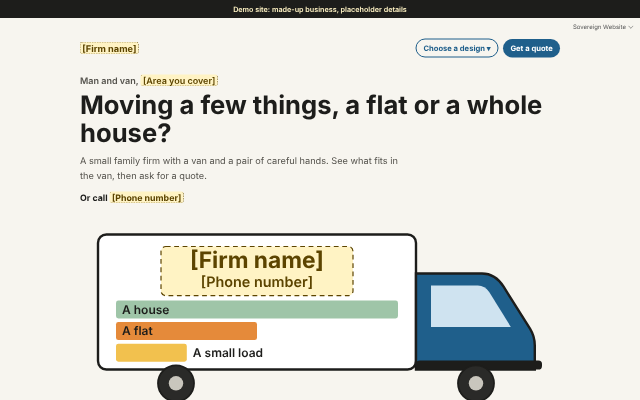 Demo site: made-up business, placeholder details
Sovereign Website
[Firm name]
Choose a design ▾
Get a quote
Man and van, [Area you cover]
Moving a few things, a flat or a whole
house?
A small family firm with a van and a pair of careful hands. See what fits in
the van, then ask for a quote.
Or call [Phone number]
[Firm name]
[Phone number]
A house
A flat
A small load